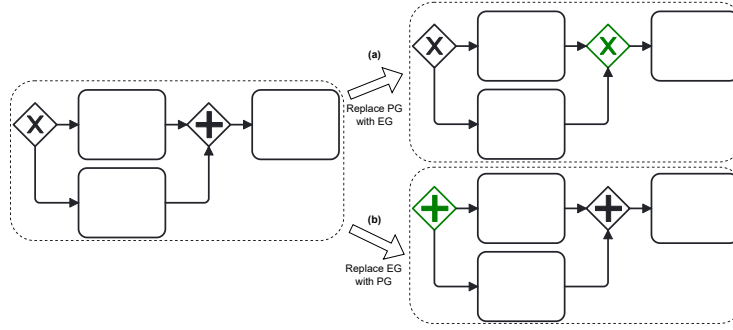 (a)
Replace PG
with EG
(b)
Replace EG
with PG